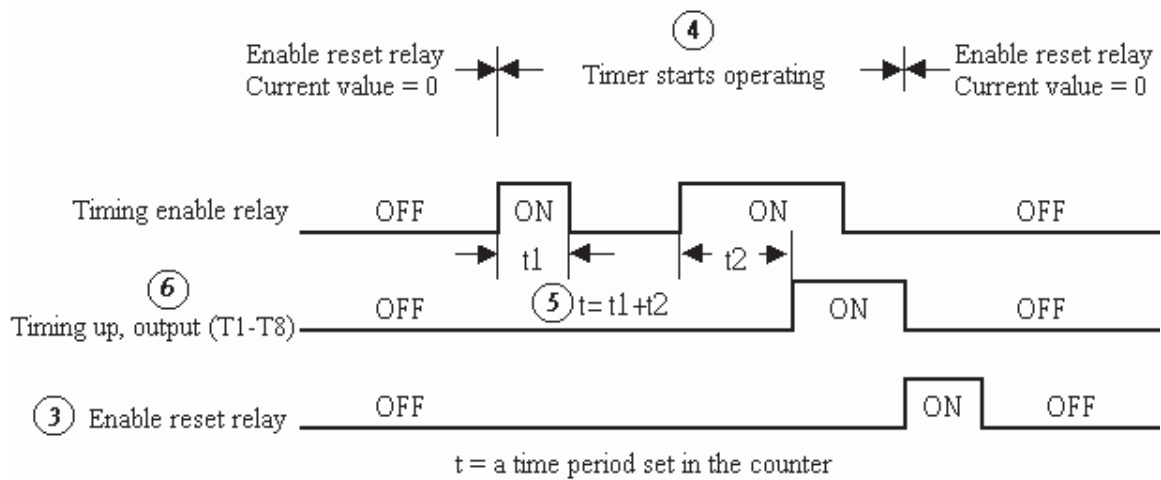 4
Enable reset relay
Current value = 0
Timer starts operating
Enable reset relay
Current value = 0
Timing enable relay
OFF
ON
ON
OFF
t1
t2
6
5
t= t1+t2
Timing up, output (T1-T8)
OFF
ON
OFF
3
Enable reset relay
OFF
ON
OFF
t = a time period set in the counter